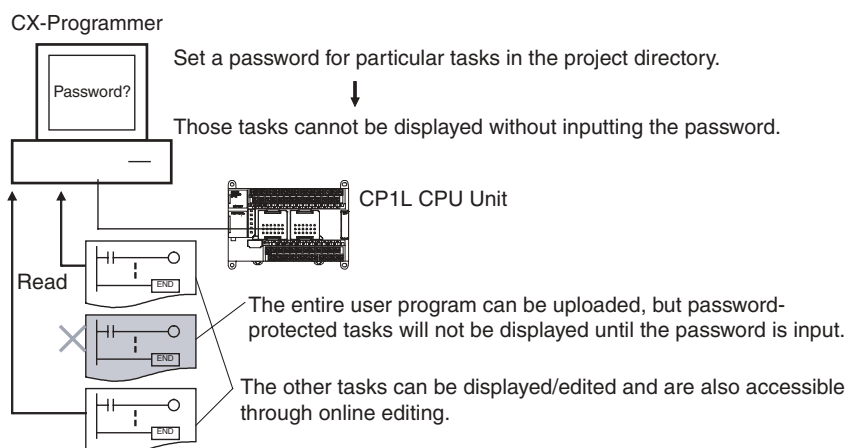 CX-Programmer
Set a password for particular tasks in the project directory.
Password?
Those tasks cannot be displayed without inputting the password.
CP1L CPU Unit
Read
END
The entire user program can be uploaded, but password-
protected tasks will not be displayed until the password is input.
END
The other tasks can be displayed/edited and are also accessible
through online editing.
END